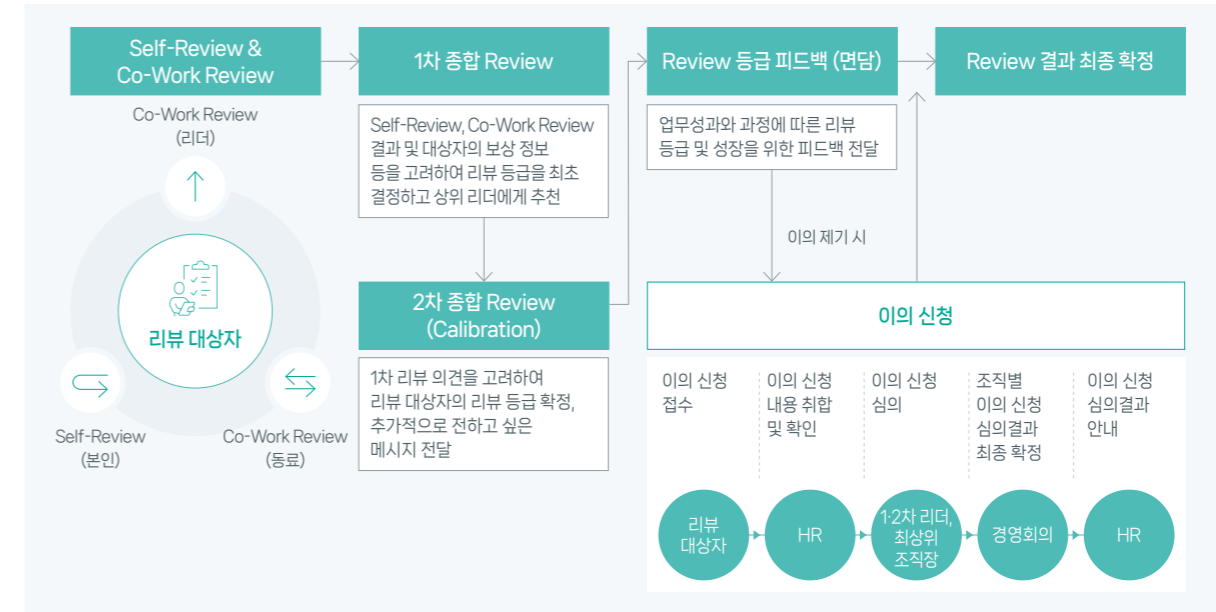 Self-Review &
Co-Work Review
Co-Work Review
(리더)
리뷰 대상자
Self-Review
(본인)
Co-Work Review
(동료)
1차 종합 Review
Self-Review, Co-Work Review
결과 및 대상자의 보상 정보
등을 고려하여 리뷰 등급을 최초
결정하고 상위 리더에게 추천
2차 종합 Review
(Calibration)
1차 리뷰 의견을 고려하여
리뷰 대상자의 리뷰 등급 확정,
추가적으로 전하고 싶은
메시지 전달
Review 등급 피드백 (면담)
업무성과와 과정에 따른 리뷰
등급 및 성장을 위한 피드백 전달
이의 제기 시
Review 결과 최종 확정
이의 신청
이의 신청
접수
이의 신청
내용 취합
및 확인
이의 신청
심의
조직별
이의 신청
심의결과
최종 확정
이의 신청
심의결과
안내
리뷰
대상자
HR
1·2차 리더,
최상위
조직장
경영회의
HR